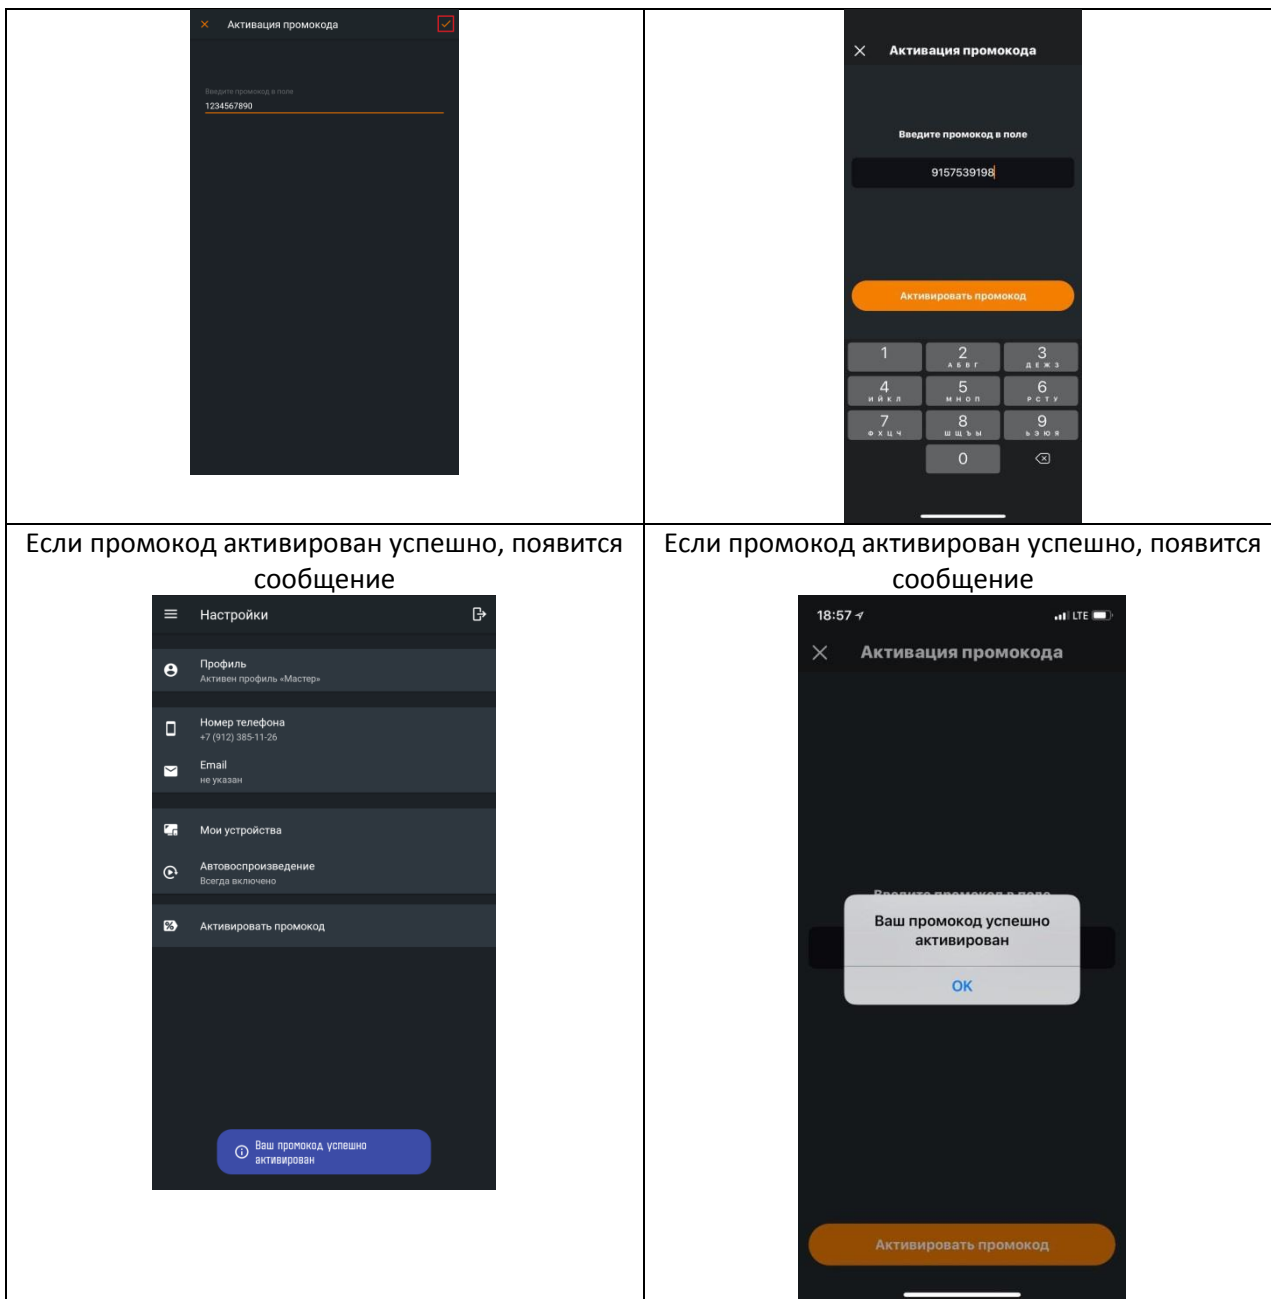 Активация промокода
Введите промокод в поле
1234567890
Активация промокода
Введите промокод в поле
9157539198
Активировать промокод
1 2 3
А Б В Г Д Е Ж З
4 5 6
И Й К Л М Н О П Р С Т У
7 8 9
Ф Х Ц Ч Ш Щ Ъ Ы Ь Э Ю Я
0
Если промокод активирован успешно, появится
сообщение
Настройки
Профиль
Активен профиль «Мастер»
Номер телефона
+7 (912) 385-11-26
Email
не указан
Мои устройства
Автовоспроизведение
Всегда включено
Активировать промокод
Ваш промокод успешно
активирован
Если промокод активирован успешно, появится
сообщение
18:57 LTE
Активация промокода
Введите промокод в поле
Ваш промокод успешно
активирован
OK
Активировать промокод